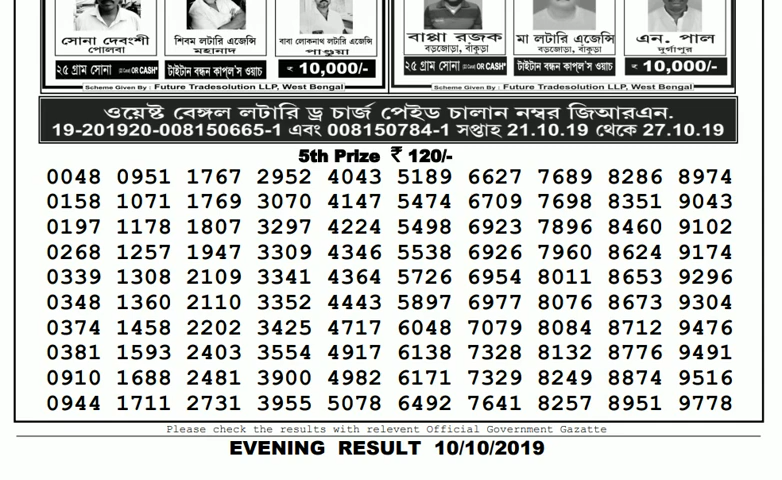 সোনা দেবংশী
পোলবা
শিবম লটারি এজেন্সি
মহানাদ
বাবা লোকনাথ লটারি এজেন্সি
পান্ডুয়া
বাপ্পা রজক
বড়জোড়া, বাঁকুড়া
মা লটারি এজেন্সি
বড়জোড়া, বাঁকুড়া
এন. পাল
দুর্গাপুর
২৫ গ্রাম সোনা OR CASH*
টাইটান বন্ধন কাপল'স ওয়াচ
₹ 10,000/-
২৫ গ্রাম সোনা OR CASH*
টাইটান বন্ধন কাপল'স ওয়াচ
₹ 10,000/-
Scheme Given By : Future Tradesolution LLP, West Bengal
Scheme Given By : Future Tradesolution LLP, West Bengal
ওয়েষ্ট বেঙ্গল লটারি ড্র চার্জ পেইড চালান নম্বর জিআরএন.
19-201920-008150665-1 এবং 008150784-1 সপ্তাহ 21.10.19 থেকে 27.10.19
5th Prize ₹ 120/-
0048 0951 1767 2952 4043 5189 6627 7689 8286 8974
0158 1071 1769 3070 4147 5474 6709 7698 8351 9043
0197 1178 1807 3297 4224 5498 6923 7896 8460 9102
0268 1257 1947 3309 4346 5538 6926 7960 8624 9174
0339 1308 2109 3341 4364 5726 6954 8011 8653 9296
0348 1360 2110 3352 4443 5897 6977 8076 8673 9304
0374 1458 2202 3425 4717 6048 7079 8084 8712 9476
0381 1593 2403 3554 4917 6138 7328 8132 8776 9491
0910 1688 2481 3900 4982 6171 7329 8249 8874 9516
0944 1711 2731 3955 5078 6492 7641 8257 8951 9778
Please check the results with relevent Official Government Gazatte
EVENING RESULT 10/10/2019